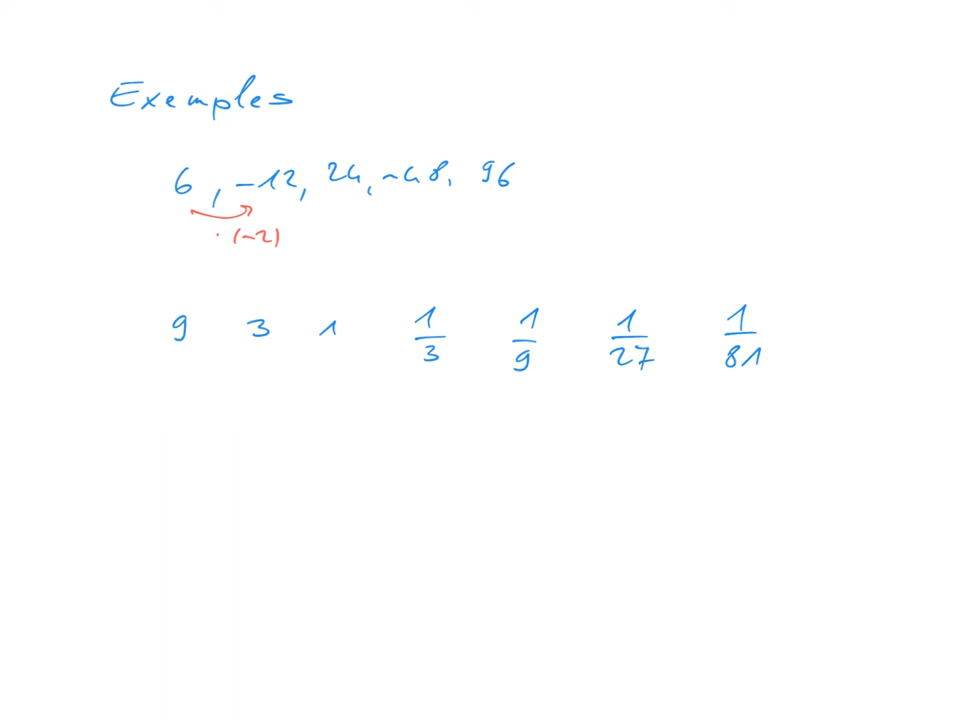 Exemples
6, -12, 24, -48, 96
· (-2)
9 3 1 1/3 1/9 1/27 1/81